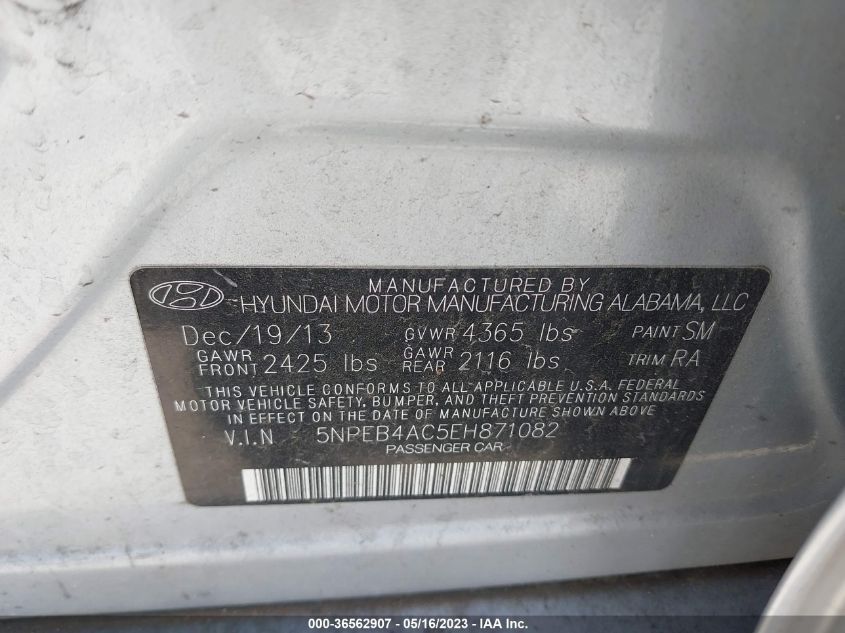 MANUFACTURED BY
HYUNDAI MOTOR MANUFACTURING ALABAMA, LLC
Dec/19/13 GVWR 4365 lbs PAINT SM
GAWR FRONT 2425 lbs GAWR REAR 2116 lbs TRIM RA
THIS VEHICLE CONFORMS TO ALL APPLICABLE U.S.A. FEDERAL
MOTOR VEHICLE SAFETY, BUMPER, AND THEFT PREVENTION STANDARDS
IN EFFECT ON THE DATE OF MANUFACTURE SHOWN ABOVE.
V.I.N 5NPEB4AC5EH871082
PASSENGER CAR
000-36562907 - 05/16/2023 - © IAA, Inc.